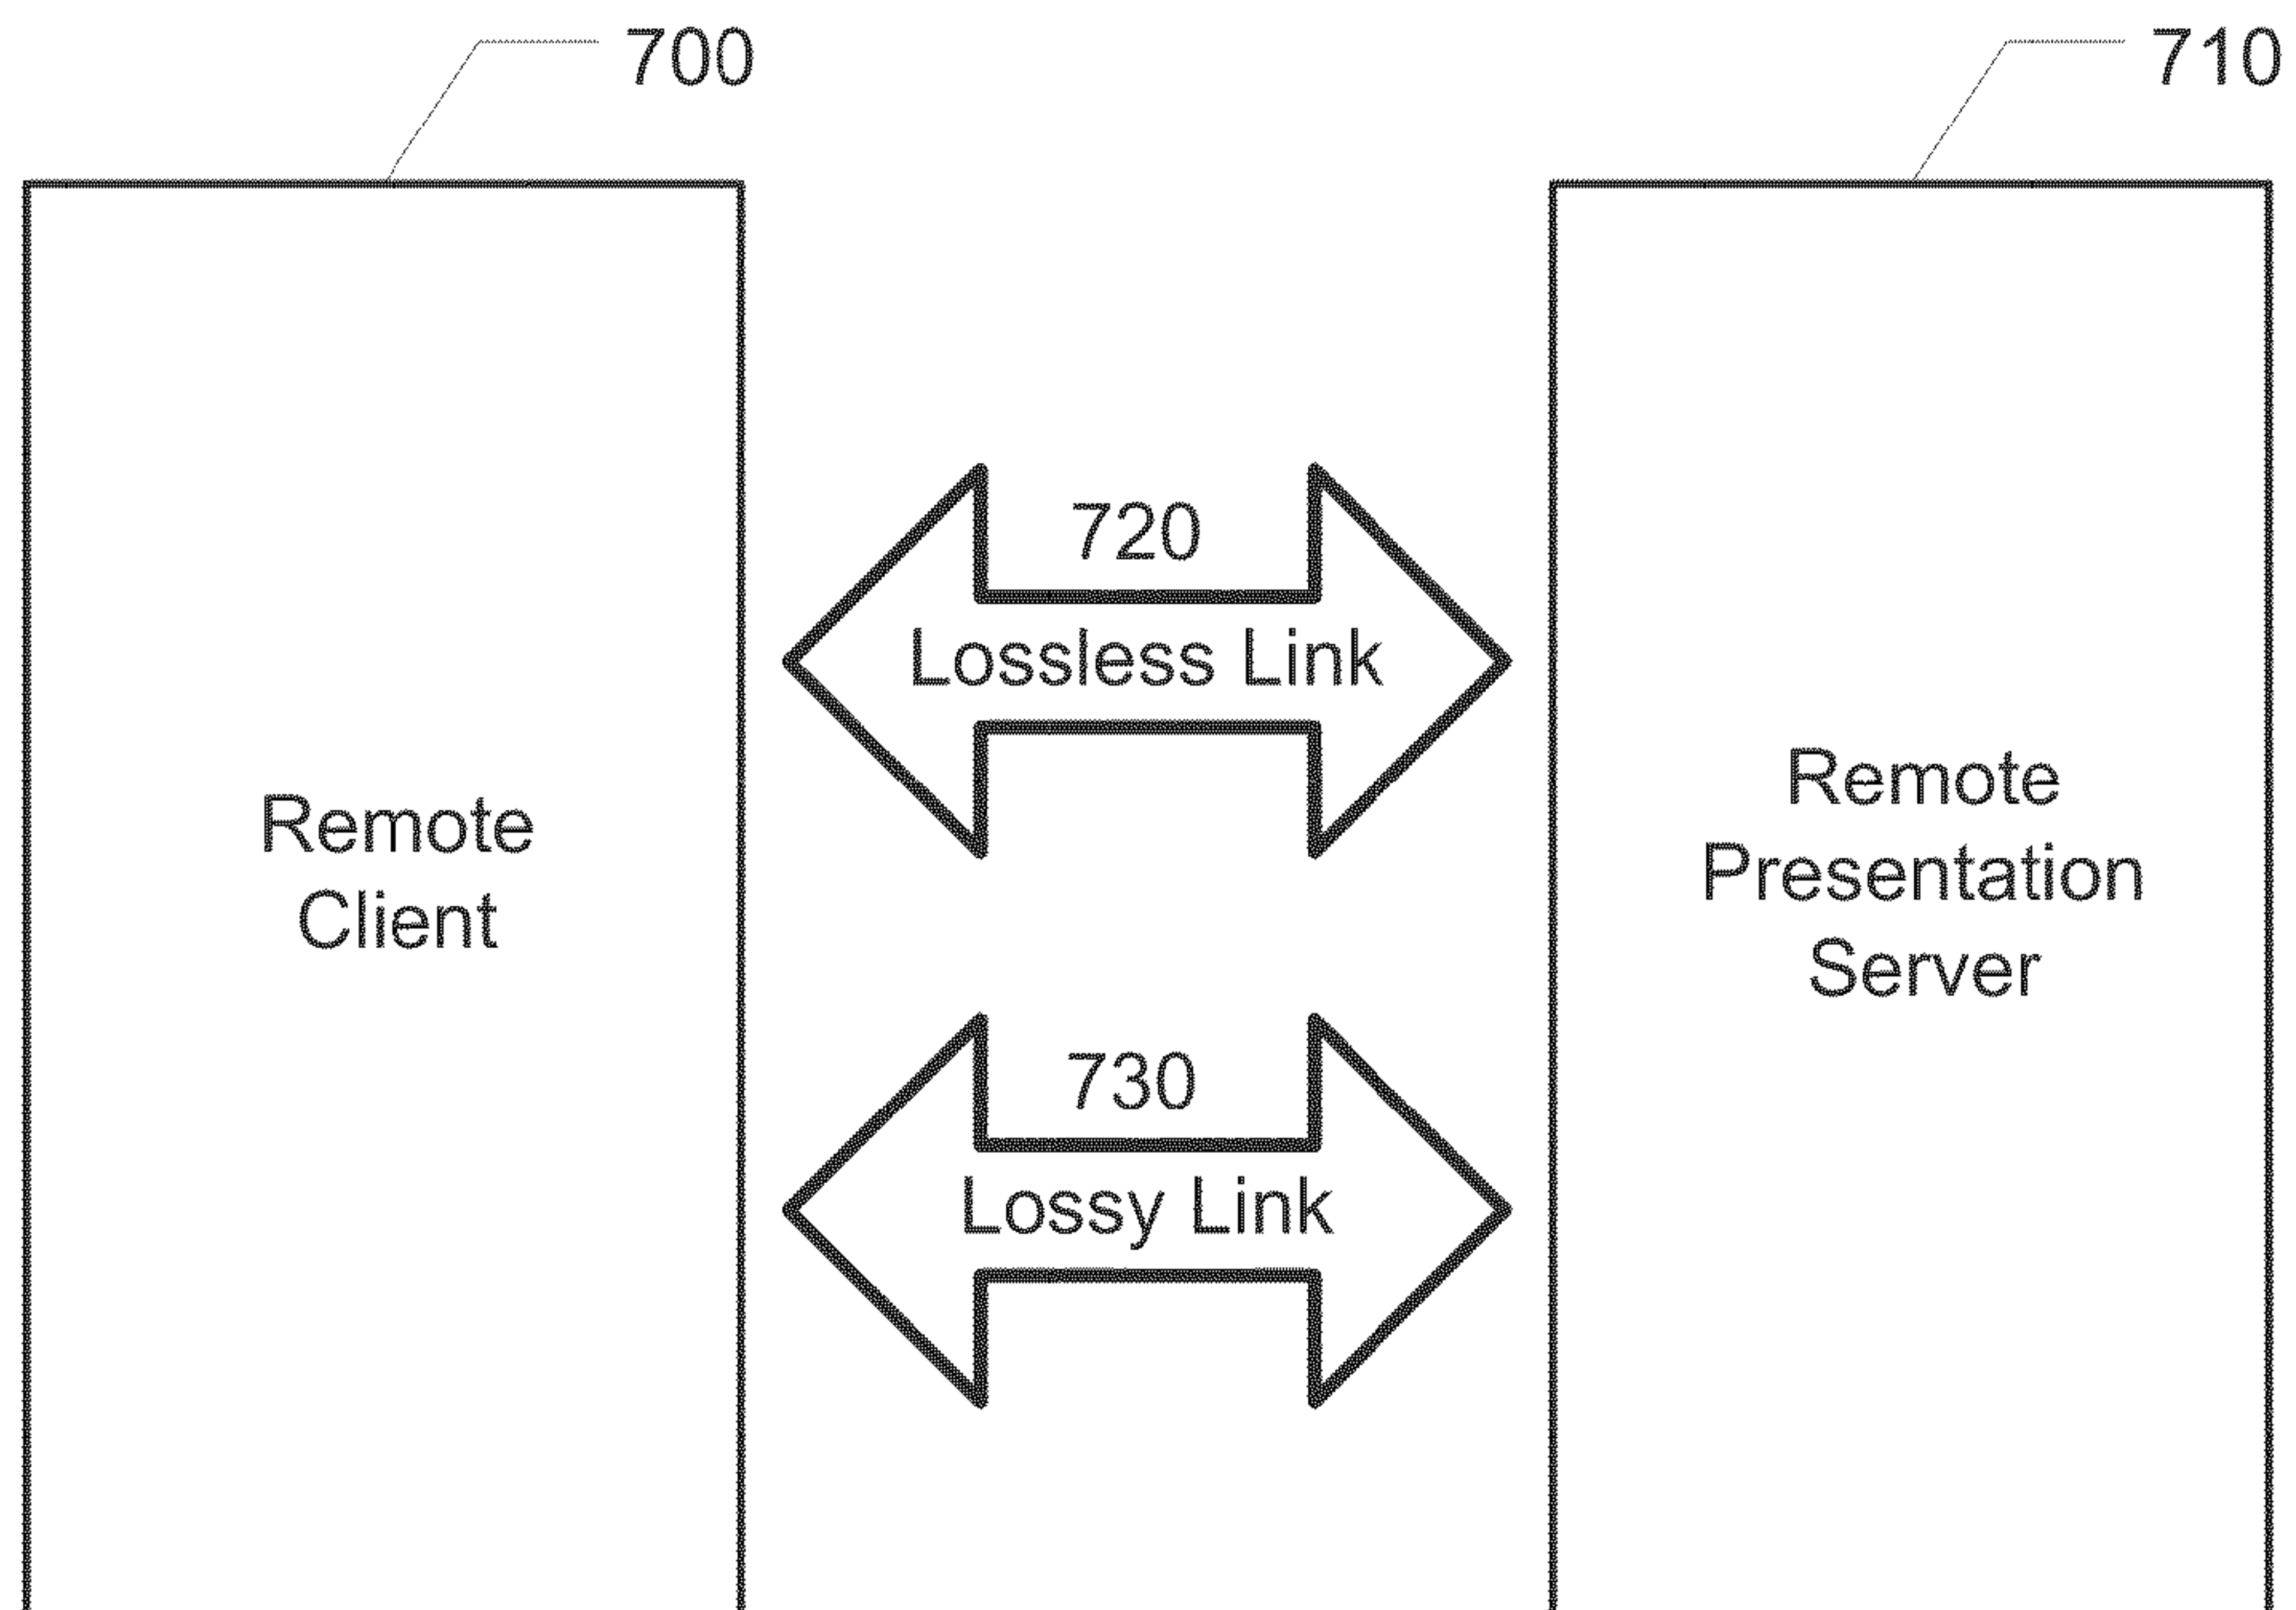 700
710
720
Lossless Link
Remote
Client
Remote
Presentation
Server
730
Lossy Link